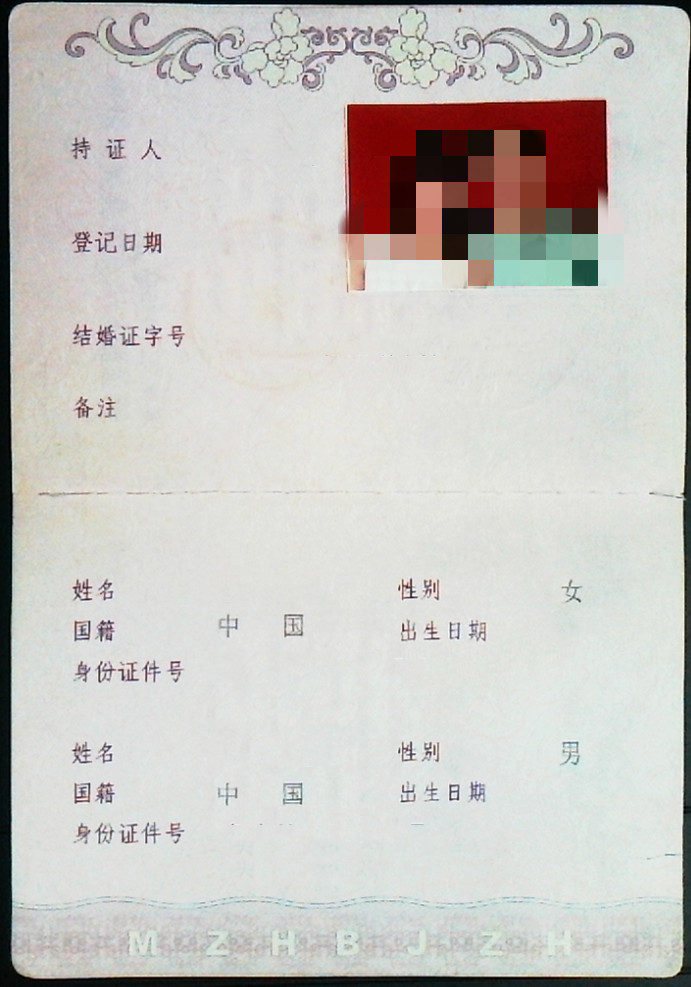 持证人
登记日期
结婚证字号
备注
姓名 性别 女
国籍 中国 出生日期
身份证件号
姓名 性别 男
国籍 中国 出生日期
身份证件号
MZHBJZH